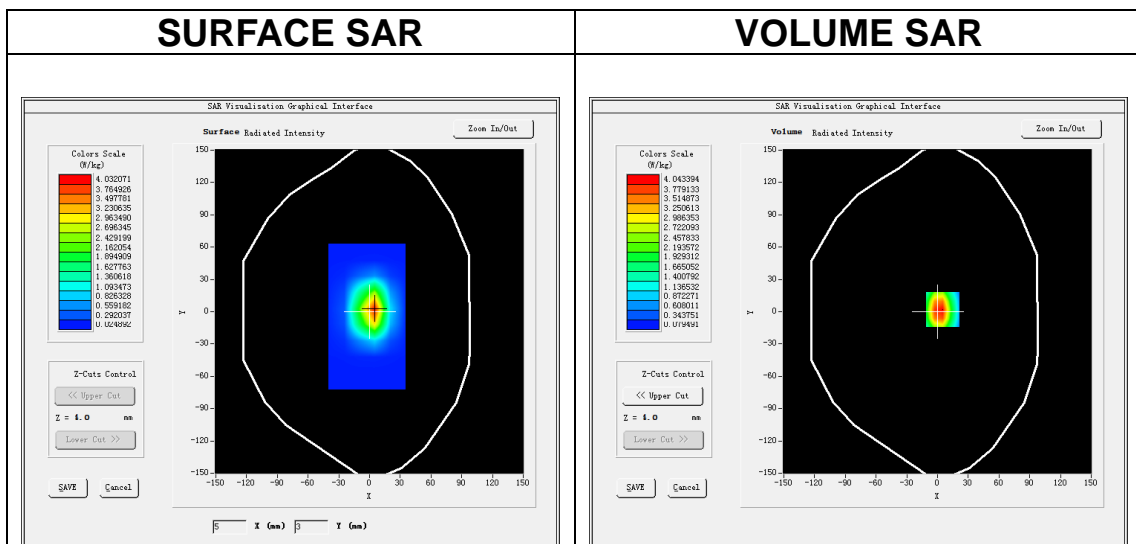 SURFACE SAR
VOLUME SAR
SAR Visualisation Graphical Interface
Surface Radiated Intensity
Zoom In/Out
Colors Scale
(W/kg)
4.032071
3.764926
3.497781
3.230635
2.963490
2.696345
2.429199
2.162054
1.894909
1.627763
1.360618
1.093473
0.826328
0.559182
0.292037
0.024892
Z-Cuts Control
<< Upper Cut
Z = 4.0 mm
Lower Cut >>
SAVE
Cancel
150
120
90
60
30
0
-30
-60
-90
-120
-150
Y
-150 -120 -90 -60 -30 0 30 60 90 120 150
X
5 X (mm) 3 Y (mm)
SAR Visualisation Graphical Interface
Volume Radiated Intensity
Zoom In/Out
Colors Scale
(W/kg)
4.043394
3.779133
3.514873
3.250613
2.986353
2.722093
2.457833
2.193572
1.929312
1.665052
1.400792
1.136532
0.872271
0.608011
0.343751
0.079491
Z-Cuts Control
<< Upper Cut
Z = 4.0 mm
Lower Cut >>
SAVE
Cancel
150
120
90
60
30
0
-30
-60
-90
-120
-150
Y
-150 -120 -90 -60 -30 0 30 60 90 120 150
X